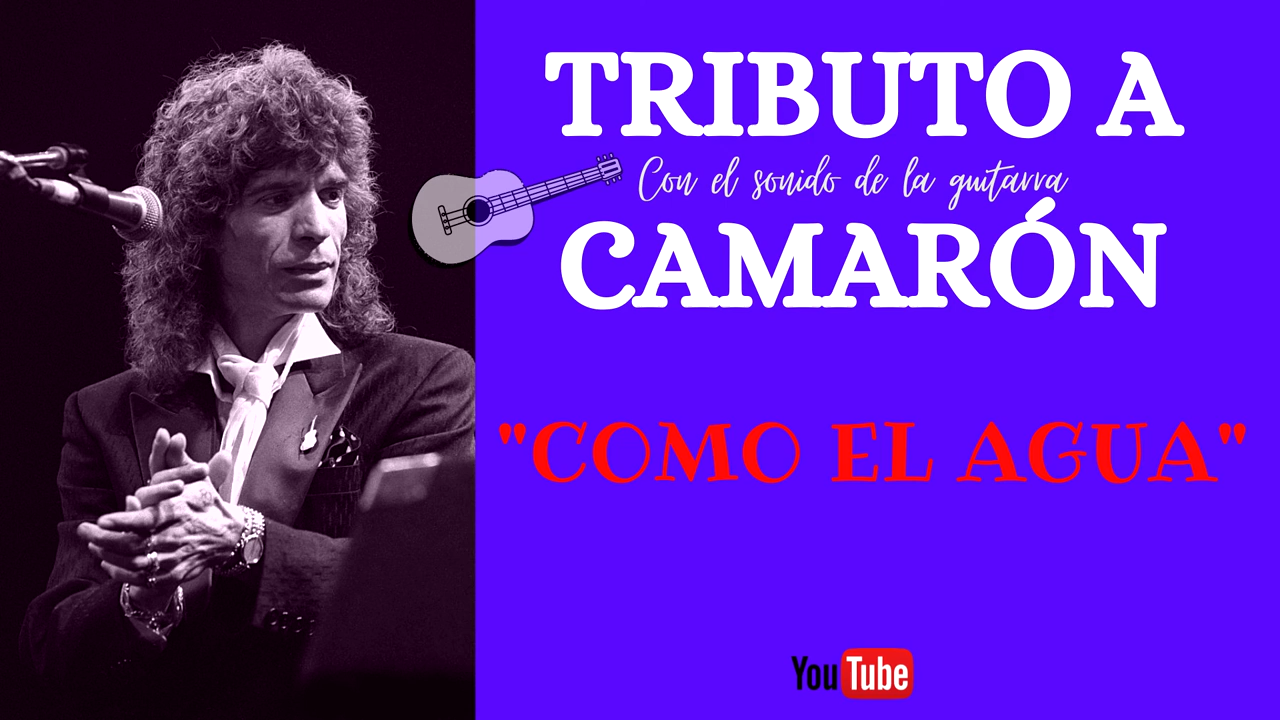 TRIBUTO A
Con el sonido de la guitarra
CAMARÓN
"COMO EL AGUA"
YouTube